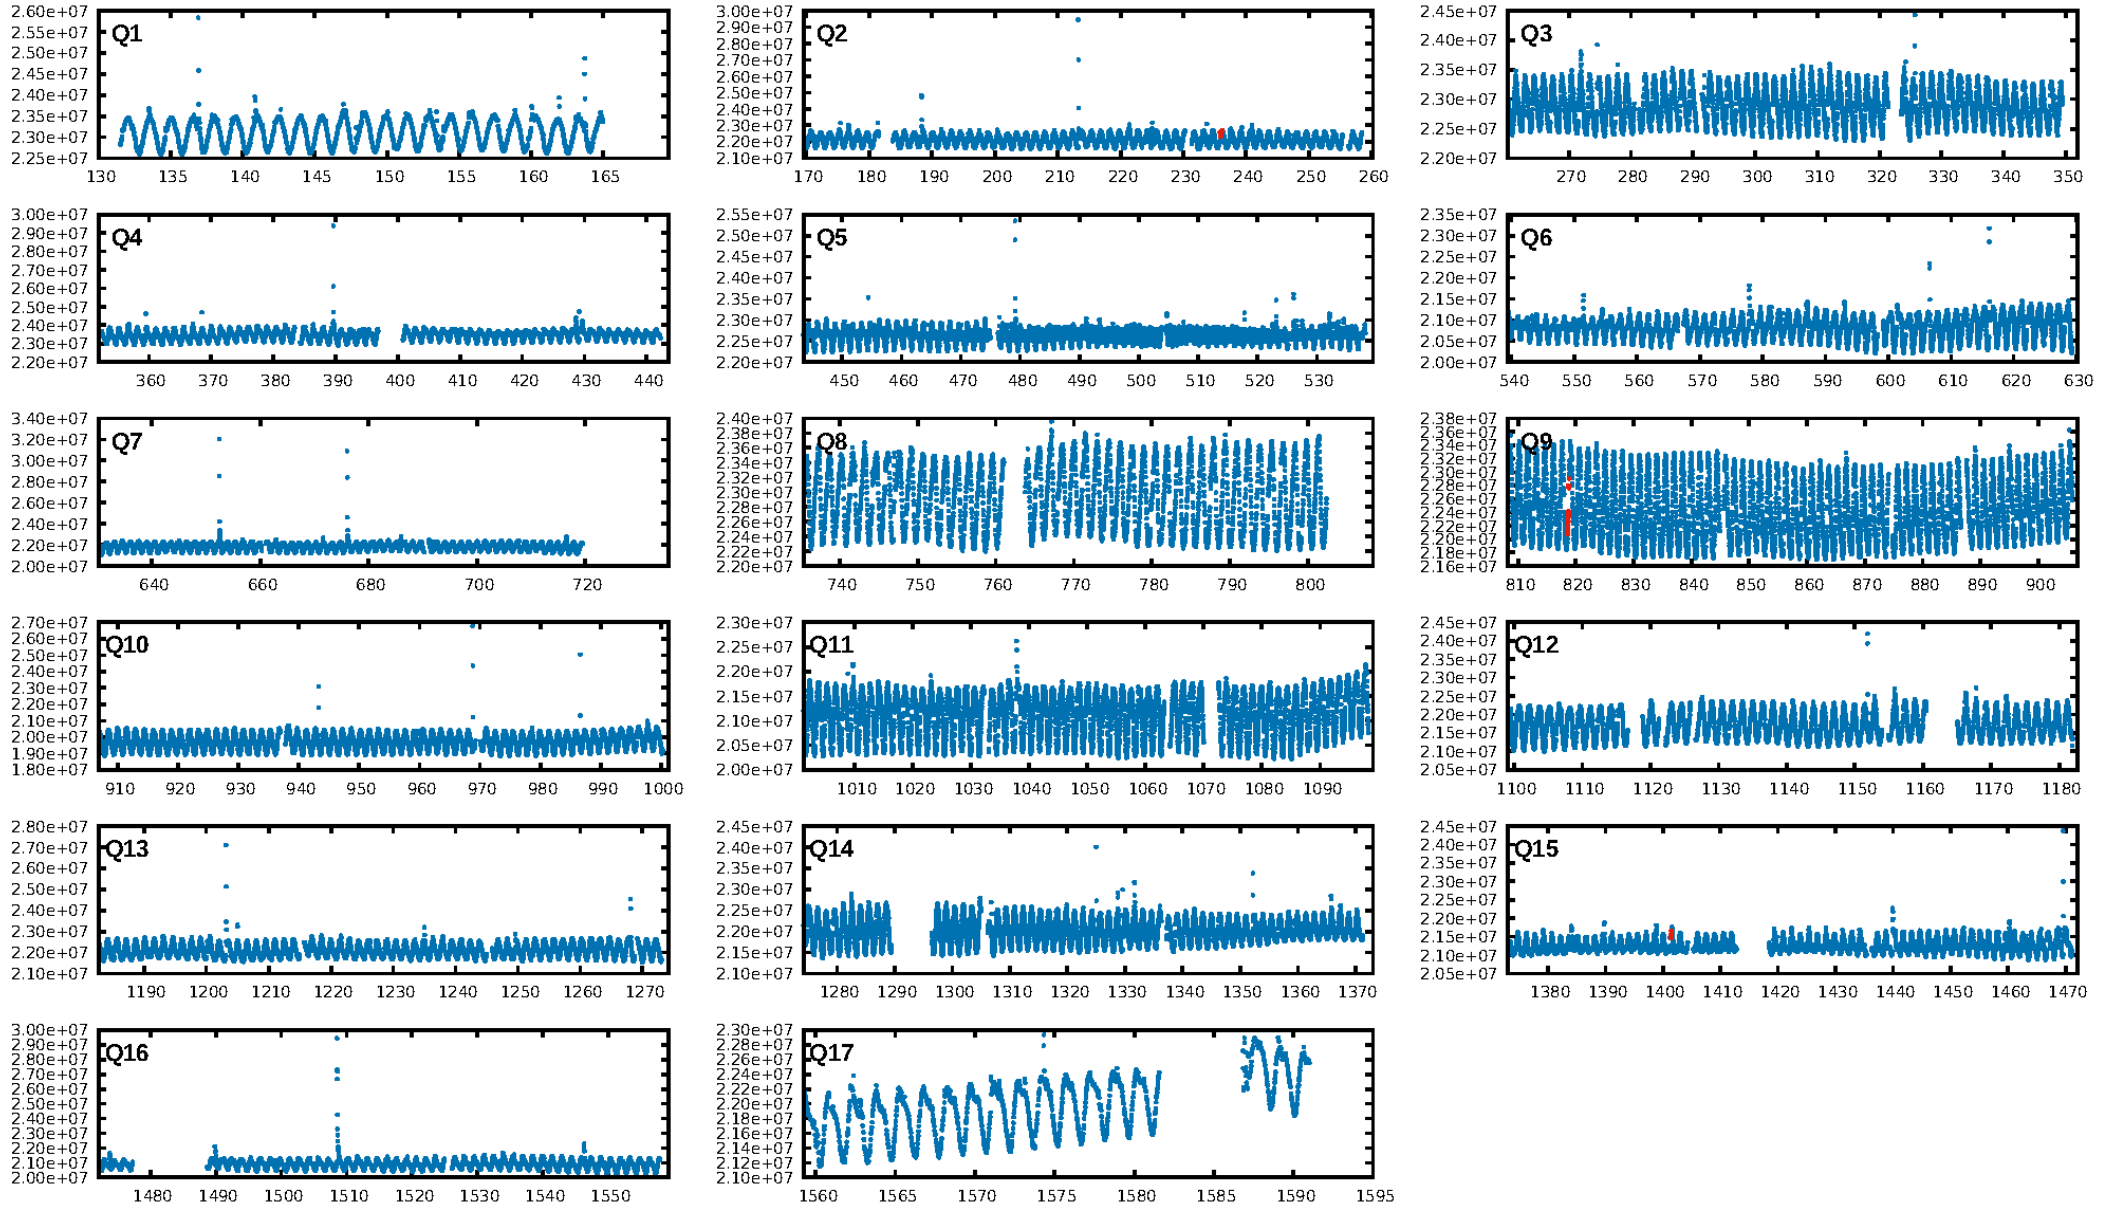 Q1
2.60e+07
2.55e+07
2.50e+07
2.45e+07
2.40e+07
2.35e+07
2.30e+07
2.25e+07
130 135 140 145 150 155 160 165
Q2
3.00e+07
2.90e+07
2.80e+07
2.70e+07
2.60e+07
2.50e+07
2.40e+07
2.30e+07
2.20e+07
2.10e+07
170 180 190 200 210 220 230 240 250 260
Q3
2.45e+07
2.40e+07
2.35e+07
2.30e+07
2.25e+07
2.20e+07
270 280 290 300 310 320 330 340 350
Q4
3.00e+07
2.90e+07
2.80e+07
2.70e+07
2.60e+07
2.50e+07
2.40e+07
2.30e+07
2.20e+07
360 370 380 390 400 410 420 430 440
Q5
2.55e+07
2.50e+07
2.45e+07
2.40e+07
2.35e+07
2.30e+07
2.25e+07
2.20e+07
450 460 470 480 490 500 510 520 530
Q6
2.35e+07
2.30e+07
2.25e+07
2.20e+07
2.15e+07
2.10e+07
2.05e+07
2.00e+07
540 550 560 570 580 590 600 610 620 630
Q7
3.40e+07
3.20e+07
3.00e+07
2.80e+07
2.60e+07
2.40e+07
2.20e+07
2.00e+07
640 660 680 700 720
Q8
2.40e+07
2.38e+07
2.36e+07
2.34e+07
2.32e+07
2.30e+07
2.28e+07
2.26e+07
2.24e+07
2.22e+07
2.20e+07
740 750 760 770 780 790 800
Q9
2.38e+07
2.36e+07
2.34e+07
2.32e+07
2.30e+07
2.28e+07
2.26e+07
2.24e+07
2.22e+07
2.20e+07
2.18e+07
2.16e+07
810 820 830 840 850 860 870 880 890 900
Q10
2.70e+07
2.60e+07
2.50e+07
2.40e+07
2.30e+07
2.20e+07
2.10e+07
2.00e+07
1.90e+07
1.80e+07
910 920 930 940 950 960 970 980 990 1000
Q11
2.30e+07
2.25e+07
2.20e+07
2.15e+07
2.10e+07
2.05e+07
2.00e+07
1010 1020 1030 1040 1050 1060 1070 1080 1090
Q12
2.45e+07
2.40e+07
2.35e+07
2.30e+07
2.25e+07
2.20e+07
2.15e+07
2.10e+07
2.05e+07
1100 1110 1120 1130 1140 1150 1160 1170 1180
Q13
2.80e+07
2.70e+07
2.60e+07
2.50e+07
2.40e+07
2.30e+07
2.20e+07
2.10e+07
1190 1200 1210 1220 1230 1240 1250 1260 1270
Q14
2.45e+07
2.40e+07
2.35e+07
2.30e+07
2.25e+07
2.20e+07
2.15e+07
2.10e+07
1280 1290 1300 1310 1320 1330 1340 1350 1360 1370
Q15
2.45e+07
2.40e+07
2.35e+07
2.30e+07
2.25e+07
2.20e+07
2.15e+07
2.10e+07
2.05e+07
1380 1390 1400 1410 1420 1430 1440 1450 1460 1470
Q16
3.00e+07
2.90e+07
2.80e+07
2.70e+07
2.60e+07
2.50e+07
2.40e+07
2.30e+07
2.20e+07
2.10e+07
2.00e+07
1480 1490 1500 1510 1520 1530 1540 1550
Q17
2.30e+07
2.28e+07
2.26e+07
2.24e+07
2.22e+07
2.20e+07
2.18e+07
2.16e+07
2.14e+07
2.12e+07
2.10e+07
1560 1565 1570 1575 1580 1585 1590 1595